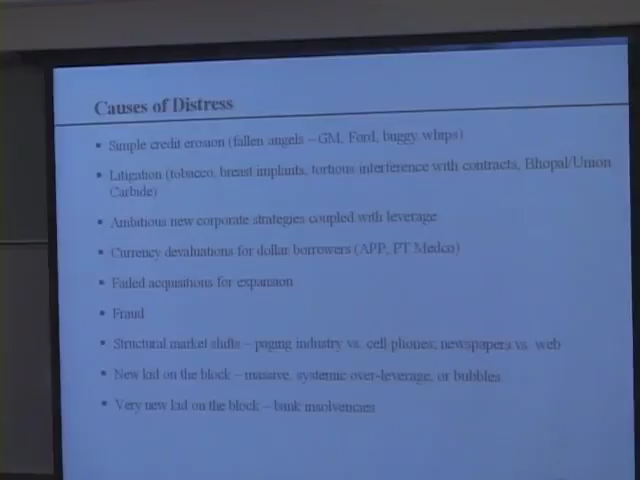 Causes of Distress
▪ Simple credit erosion (fallen angels – GM, Ford, buggy whips)
▪ Litigation (tobacco, breast implants, tortious interference with contracts, Bhopal/Union
Carbide)
▪ Ambitious new corporate strategies coupled with leverage
▪ Currency devaluations for dollar borrowers (APP, PT Medco)
▪ Failed acquisitions for expansion
▪ Fraud
▪ Structural market shifts – paging industry vs. cell phones; newspapers vs. web
▪ New kid on the block – massive, systemic over-leverage, or bubbles
▪ Very new kid on the block – bank insolvencies